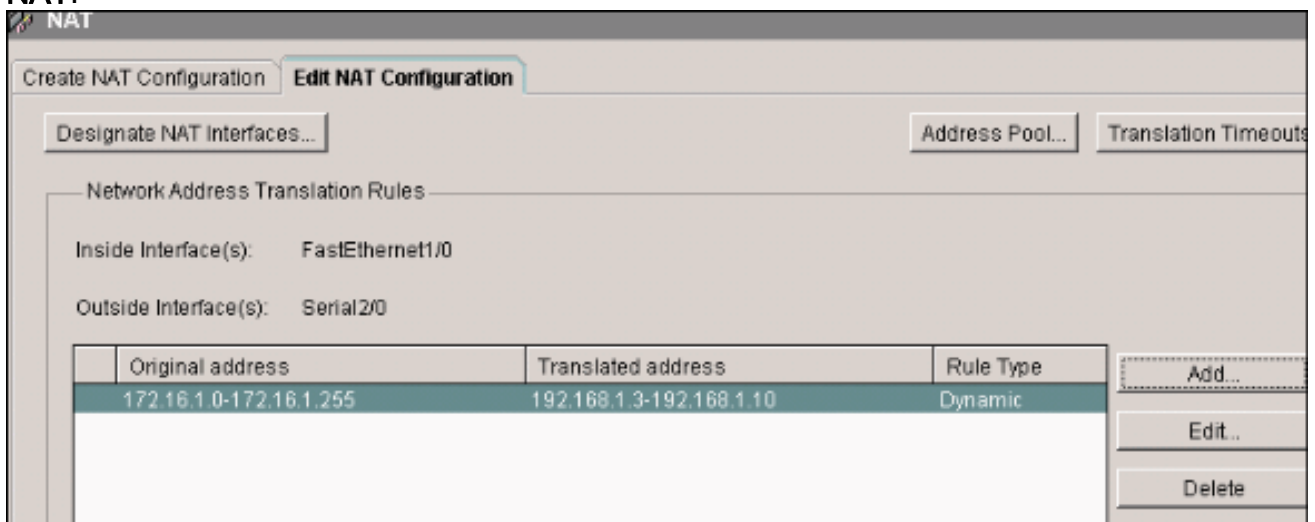 NAT
Create NAT Configuration Edit NAT Configuration
Designate NAT Interfaces... Address Pool... Translation Timeouts
Network Address Translation Rules
Inside Interface(s): FastEthernet1/0
Outside Interface(s): Serial2/0
Original address Translated address Rule Type
172.16.1.0-172.16.1.255 192.168.1.3-192.168.1.10 Dynamic
Add...
Edit...
Delete